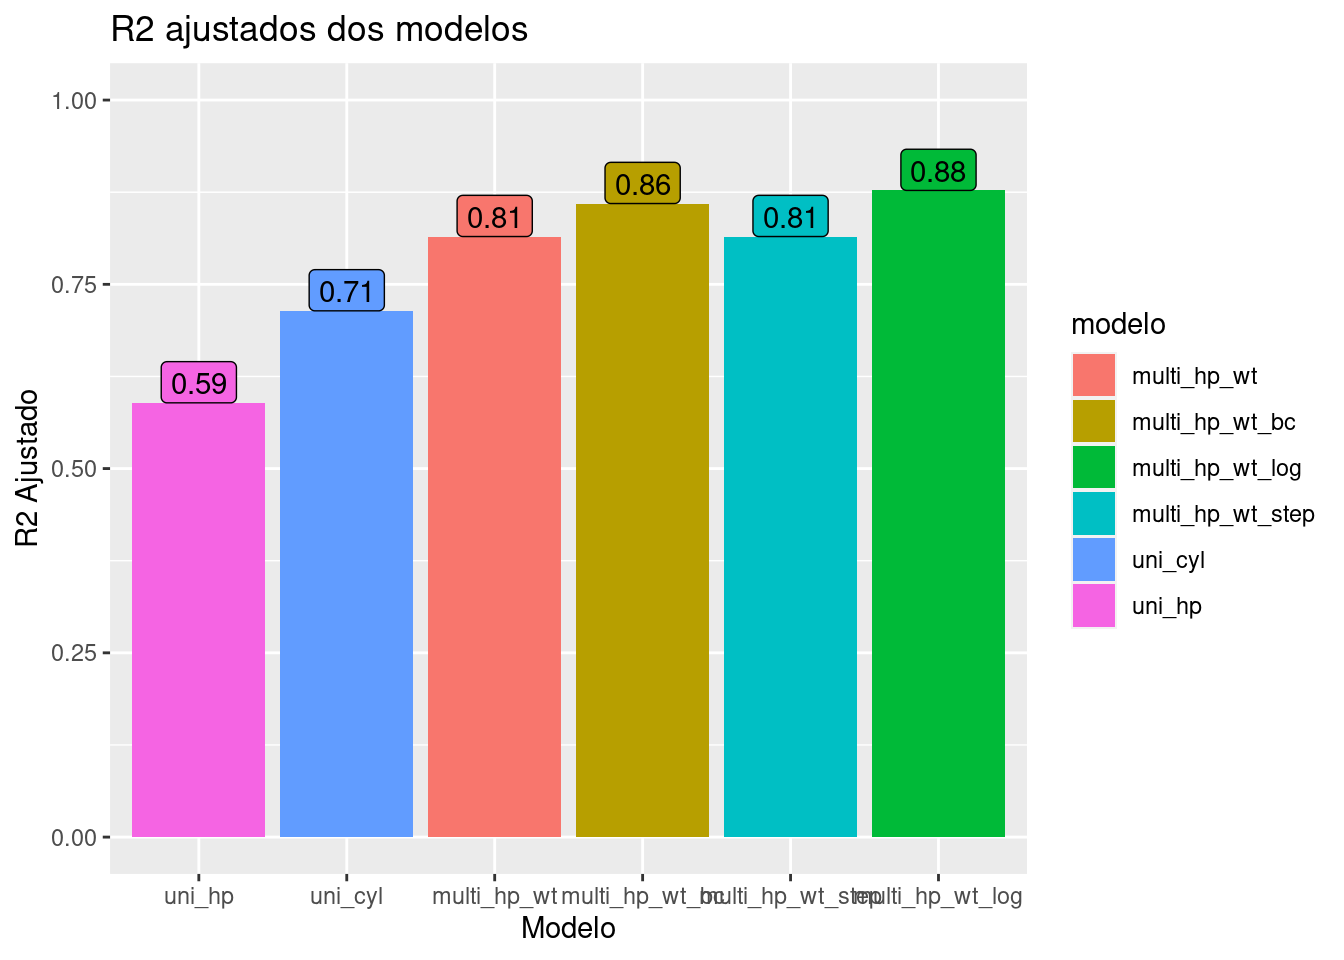 R2 ajustados dos modelos
1.00
0.75
0.50
0.25
0.00
R2 Ajustado
0.59
0.71
0.81
0.86
0.81
0.88
uni_hp
uni_cyl
multi_hp_wt
multi_hp_wt_bc
multi_hp_wt_step
multi_hp_wt_log
Modelo
modelo
multi_hp_wt
multi_hp_wt_bc
multi_hp_wt_log
multi_hp_wt_step
uni_cyl
uni_hp